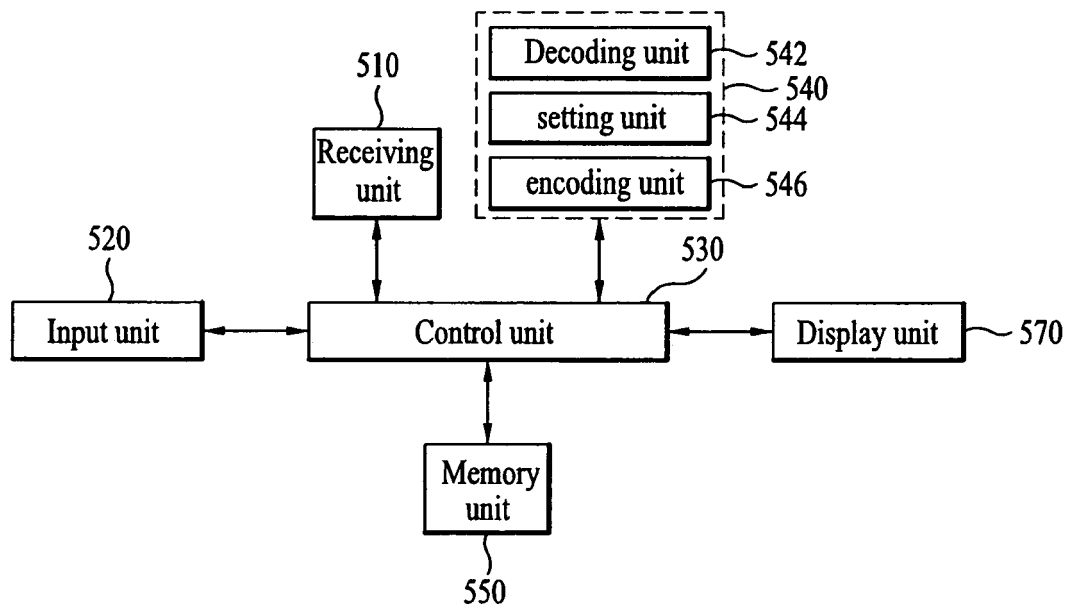 Decoding unit
542
540
510
setting unit
544
Receiving
unit
encoding unit
546
520
530
Input unit
Control unit
Display unit
570
Memory
unit
550